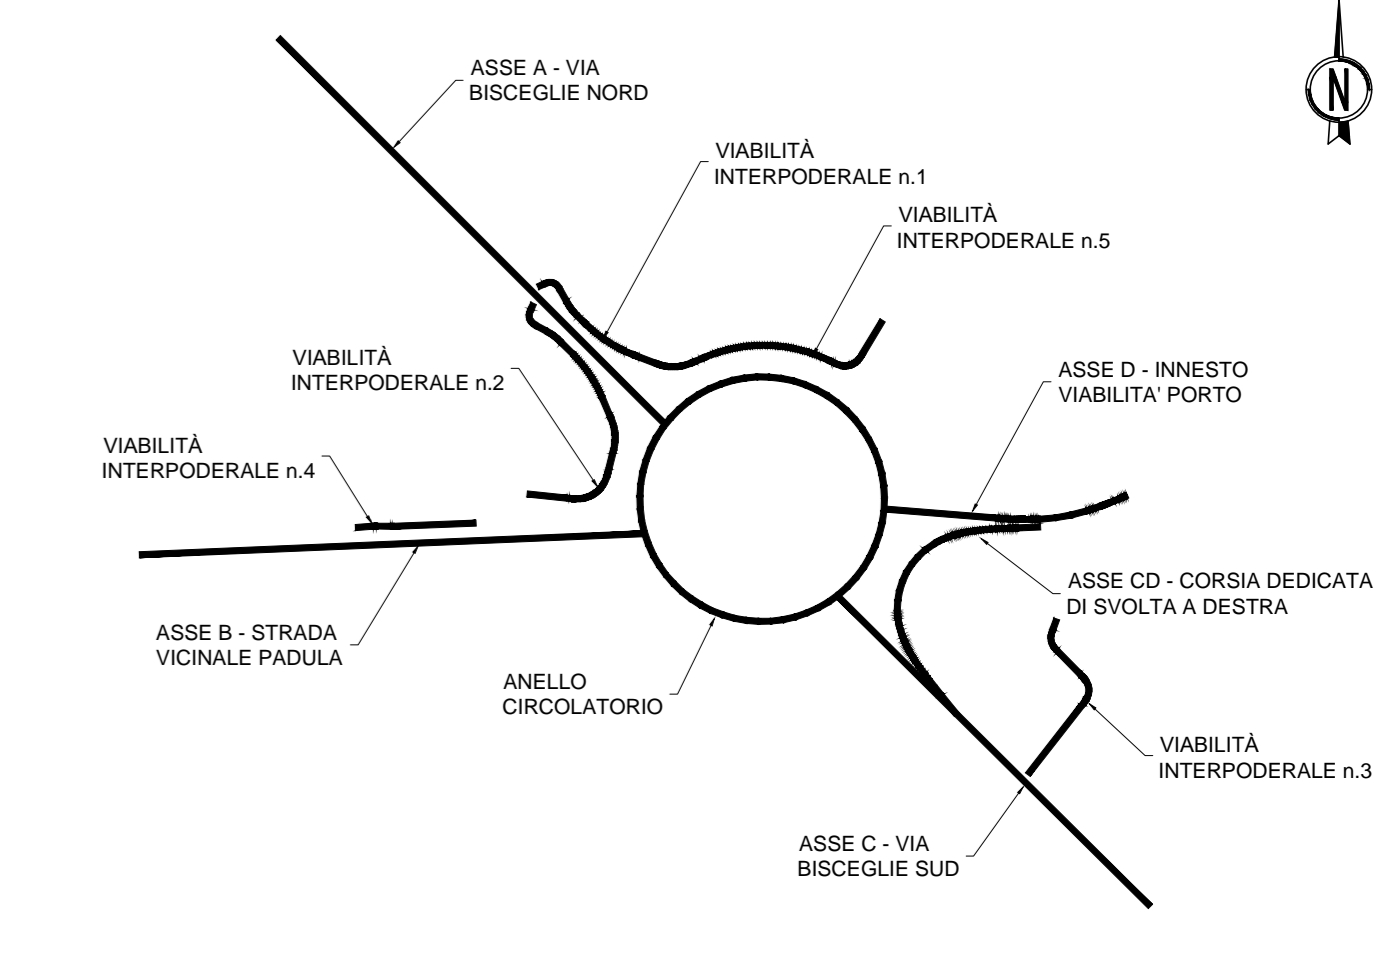 ASSE A - VIA
BISCEGLIE NORD
N
VIABILITÀ
INTERPODERALE n.1
VIABILITÀ
INTERPODERALE n.5
VIABILITÀ
INTERPODERALE n.2
ASSE D - INNESTO
VIABILITA' PORTO
VIABILITÀ
INTERPODERALE n.4
ASSE CD - CORSIA DEDICATA
DI SVOLTA A DESTRA
ASSE B - STRADA
VICINALE PADULA
ANELLO
CIRCOLATORIO
VIABILITÀ
INTERPODERALE n.3
ASSE C - VIA
BISCEGLIE SUD